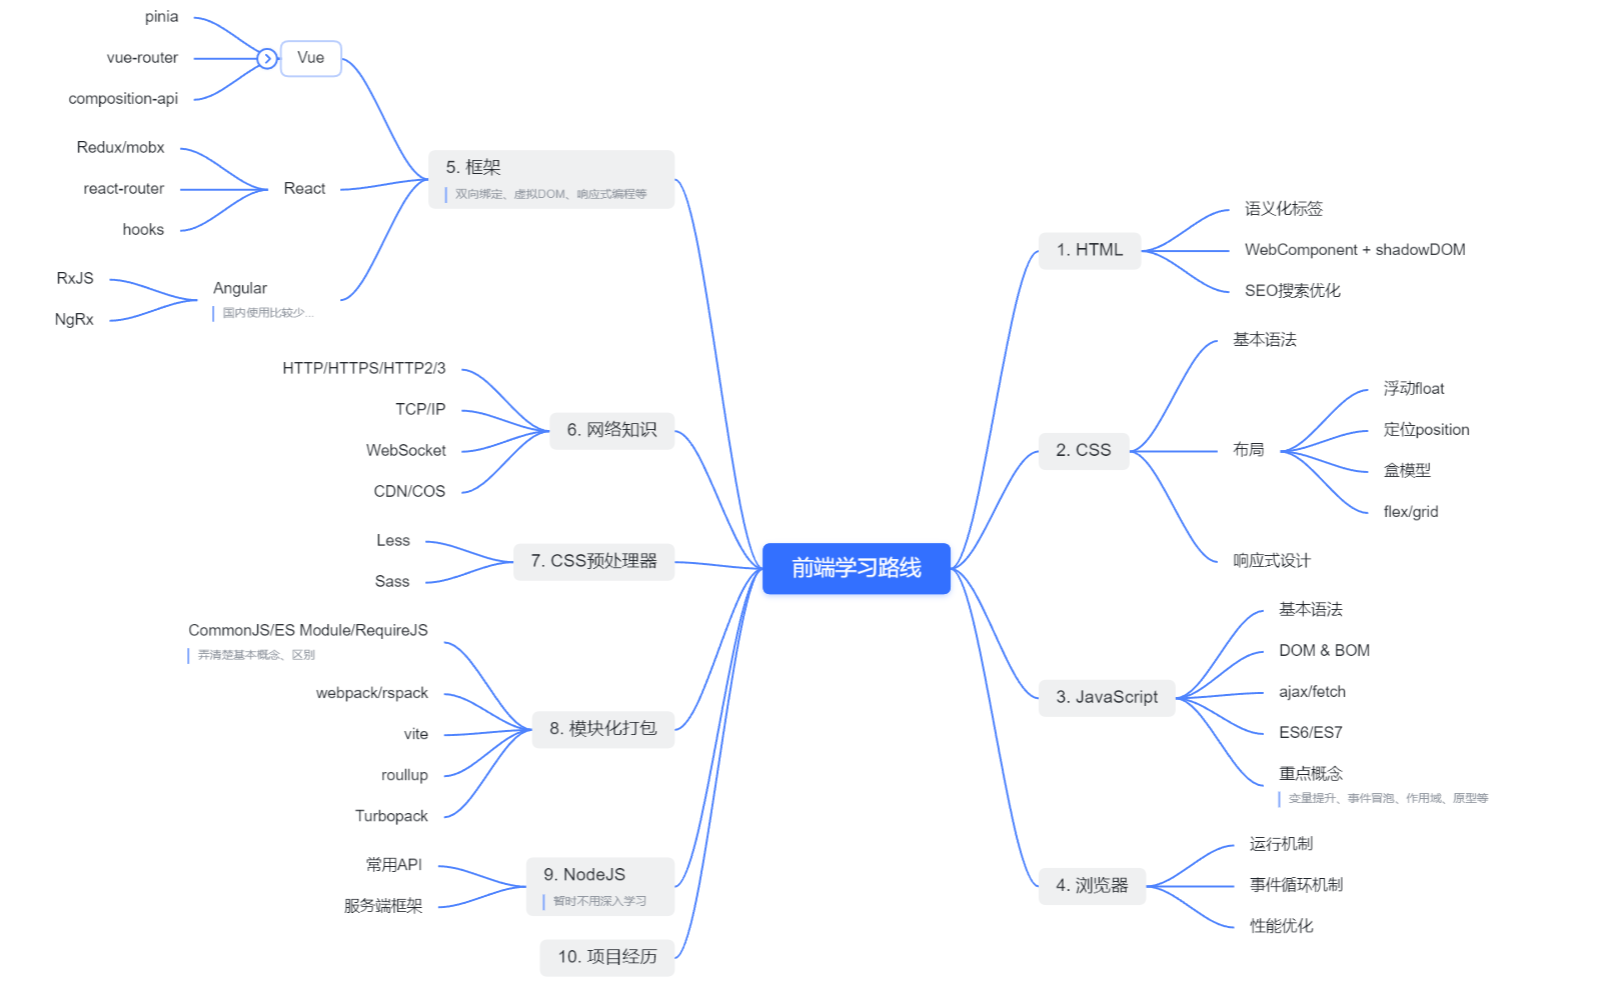 前端学习路线
1. HTML
语义化标签
WebComponent + shadowDOM
SEO搜索优化
2. CSS
基本语法
布局
浮动float
定位position
盒模型
flex/grid
响应式设计
3. JavaScript
基本语法
DOM & BOM
ajax/fetch
ES6/ES7
重点概念
变量提升、事件冒泡、作用域、原型等
4. 浏览器
运行机制
事件循环机制
性能优化
5. 框架
双向绑定、虚拟DOM、响应式编程等
Vue
pinia
vue-router
composition-api
React
Redux/mobx
react-router
hooks
Angular
国内使用比较少...
RxJS
NgRx
6. 网络知识
HTTP/HTTPS/HTTP2/3
TCP/IP
WebSocket
CDN/COS
7. CSS预处理器
Less
Sass
8. 模块化打包
CommonJS/ES Module/RequireJS
弄清楚基本概念、区别
webpack/rspack
vite
roullup
Turbopack
9. NodeJS
暂时不用深入学习
常用API
服务端框架
10. 项目经历